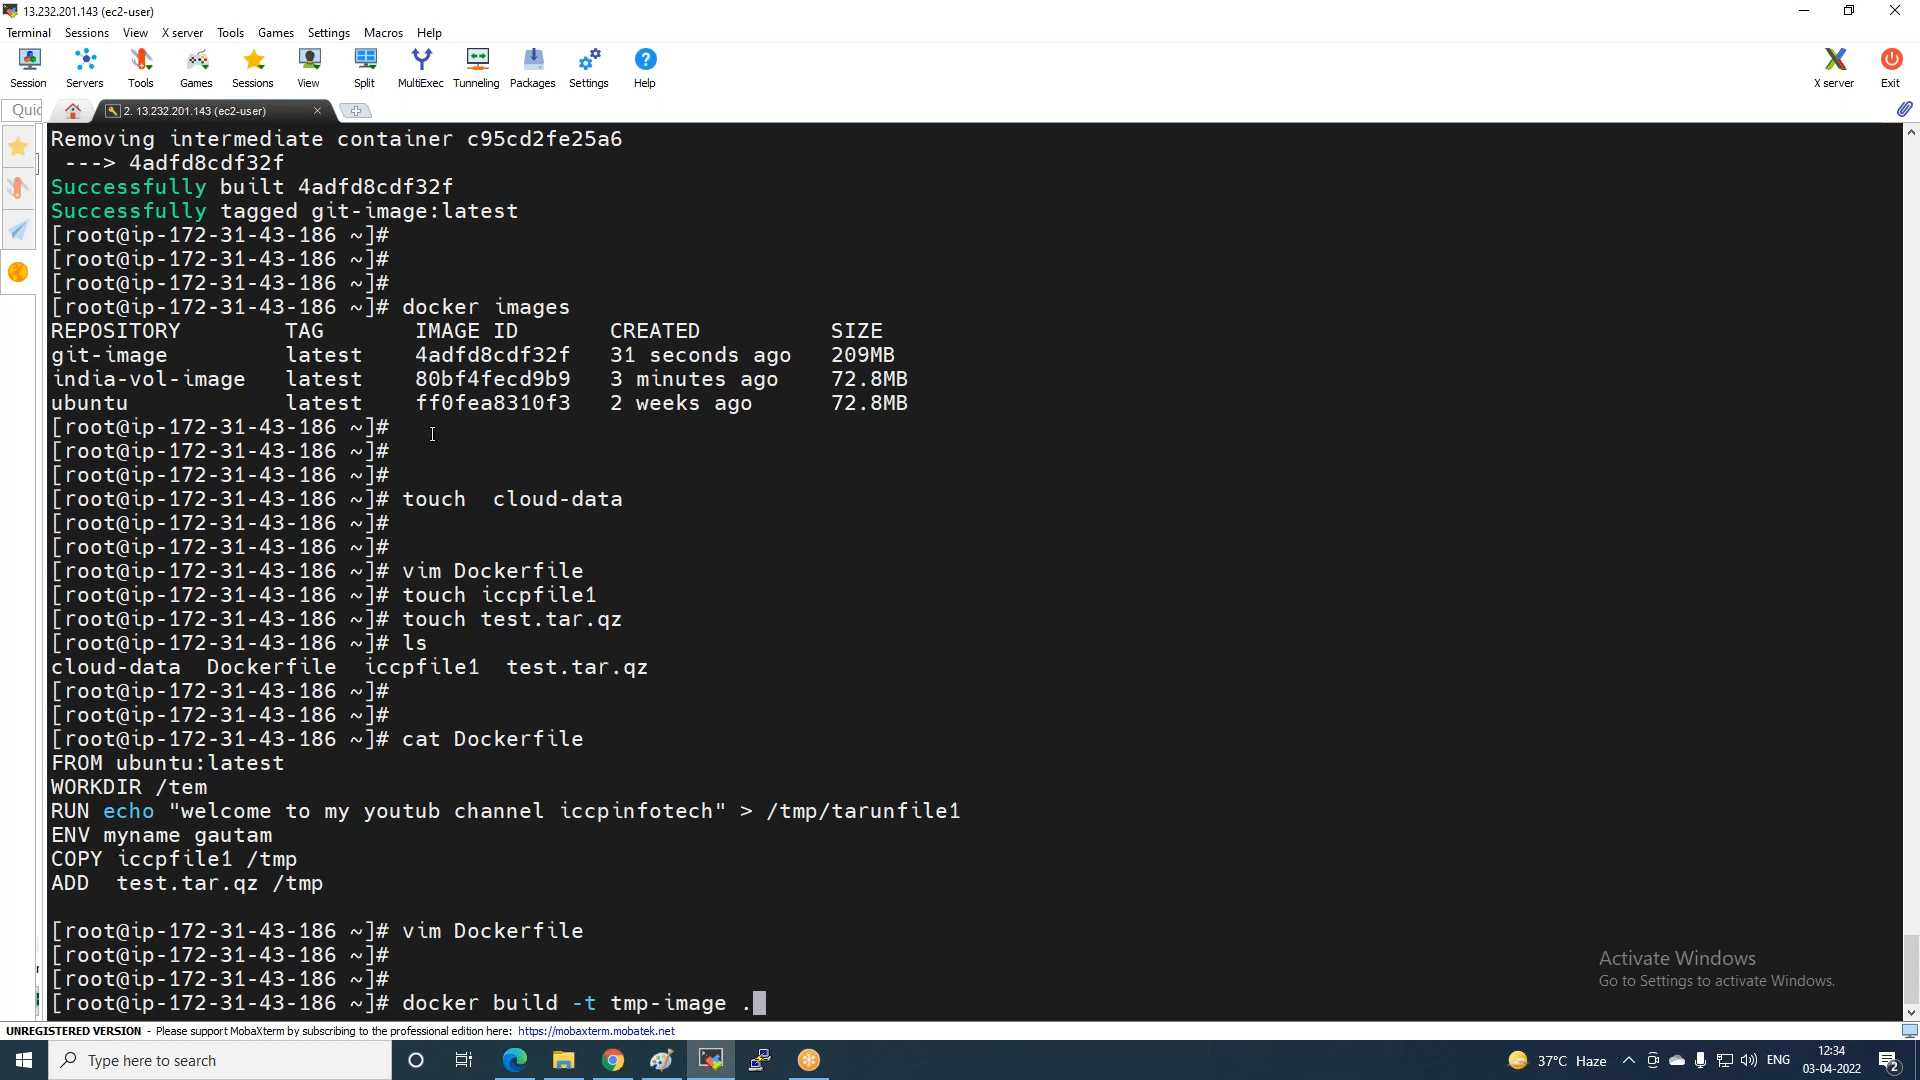 13.232.201.143 (ec2-user)
Terminal Sessions View X server Tools Games Settings Macros Help
Session Servers Tools Games Sessions View Split MultiExec Tunneling Packages Settings Help X server Exit
Quic 2. 13.232.201.143 (ec2-user)
Removing intermediate container c95cd2fe25a6
---> 4adfd8cdf32f
Successfully built 4adfd8cdf32f
Successfully tagged git-image:latest
[root@ip-172-31-43-186 ~]#
[root@ip-172-31-43-186 ~]#
[root@ip-172-31-43-186 ~]#
[root@ip-172-31-43-186 ~]# docker images
REPOSITORY TAG IMAGE ID CREATED SIZE
git-image latest 4adfd8cdf32f 31 seconds ago 209MB
india-vol-image latest 80bf4fecd9b9 3 minutes ago 72.8MB
ubuntu latest ff0fea8310f3 2 weeks ago 72.8MB
[root@ip-172-31-43-186 ~]#
[root@ip-172-31-43-186 ~]#
[root@ip-172-31-43-186 ~]#
[root@ip-172-31-43-186 ~]# touch  cloud-data
[root@ip-172-31-43-186 ~]#
[root@ip-172-31-43-186 ~]#
[root@ip-172-31-43-186 ~]# vim Dockerfile
[root@ip-172-31-43-186 ~]# touch iccpfile1
[root@ip-172-31-43-186 ~]# touch test.tar.qz
[root@ip-172-31-43-186 ~]# ls
cloud-data  Dockerfile  iccpfile1  test.tar.qz
[root@ip-172-31-43-186 ~]#
[root@ip-172-31-43-186 ~]#
[root@ip-172-31-43-186 ~]# cat Dockerfile
FROM ubuntu:latest
WORKDIR /tem
RUN echo "welcome to my youtub channel iccpinfotech" > /tmp/tarunfile1
ENV myname gautam
COPY iccpfile1 /tmp
ADD  test.tar.qz /tmp
[root@ip-172-31-43-186 ~]# vim Dockerfile
[root@ip-172-31-43-186 ~]#
[root@ip-172-31-43-186 ~]#
[root@ip-172-31-43-186 ~]# docker build -t tmp-image .
Activate Windows
Go to Settings to activate Windows.
UNREGISTERED VERSION - Please support MobaXterm by subscribing to the professional edition here: https://mobaxterm.mobatek.net
Type here to search
37°C Haze
ENG
12:34
03-04-2022
2